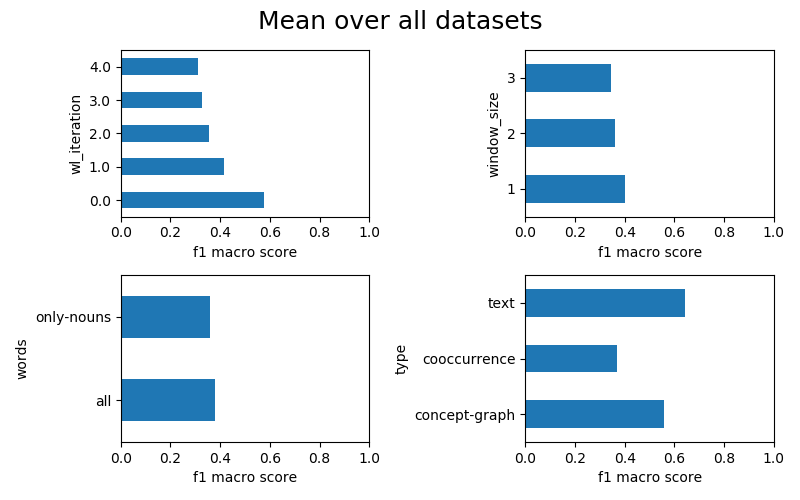 Mean over all datasets
wl_iteration
4.0
3.0
2.0
1.0
0.0
0.0 0.2 0.4 0.6 0.8 1.0
f1 macro score
window_size
3
2
1
0.0 0.2 0.4 0.6 0.8 1.0
f1 macro score
words
only-nouns
all
0.0 0.2 0.4 0.6 0.8 1.0
f1 macro score
type
text
cooccurrence
concept-graph
0.0 0.2 0.4 0.6 0.8 1.0
f1 macro score